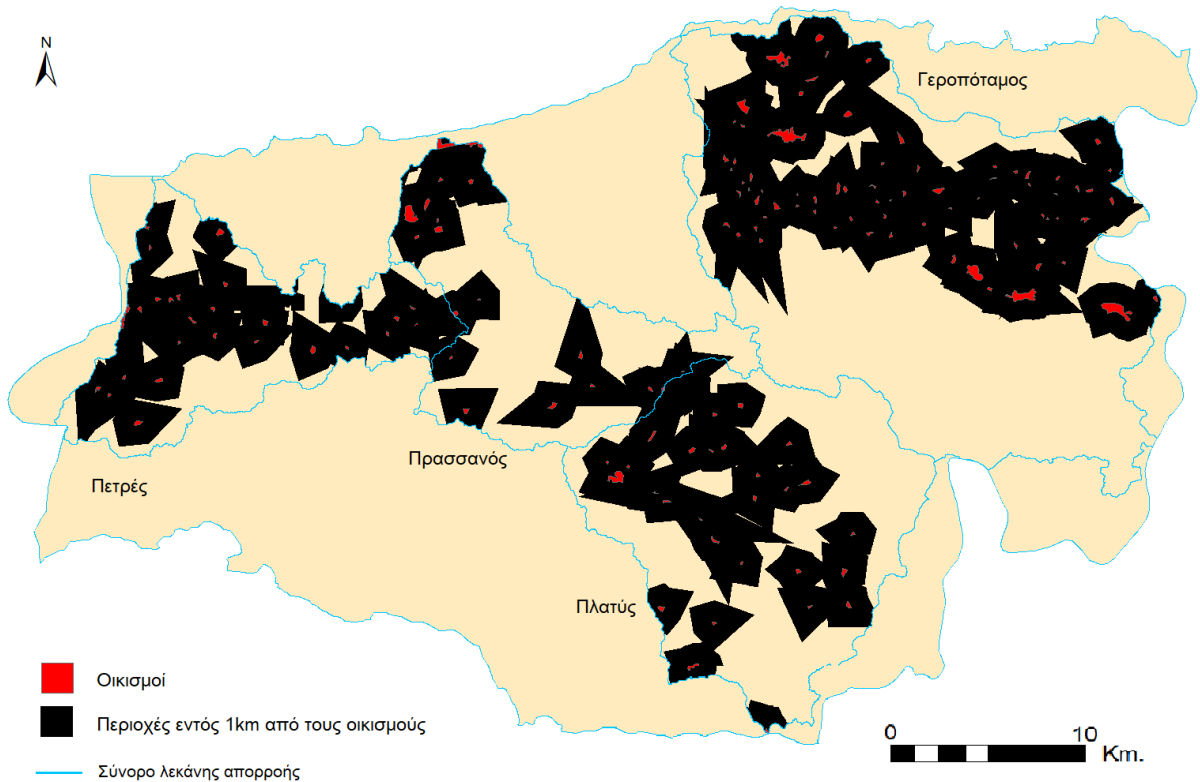 N
Γεροπόταμος
Πρασσανός
Πετρές
Πλατύς
Οικισμοί
Περιοχές εντός 1km από τους οικισμούς
Σύνορο λεκάνης απορροής
0 10
Km.